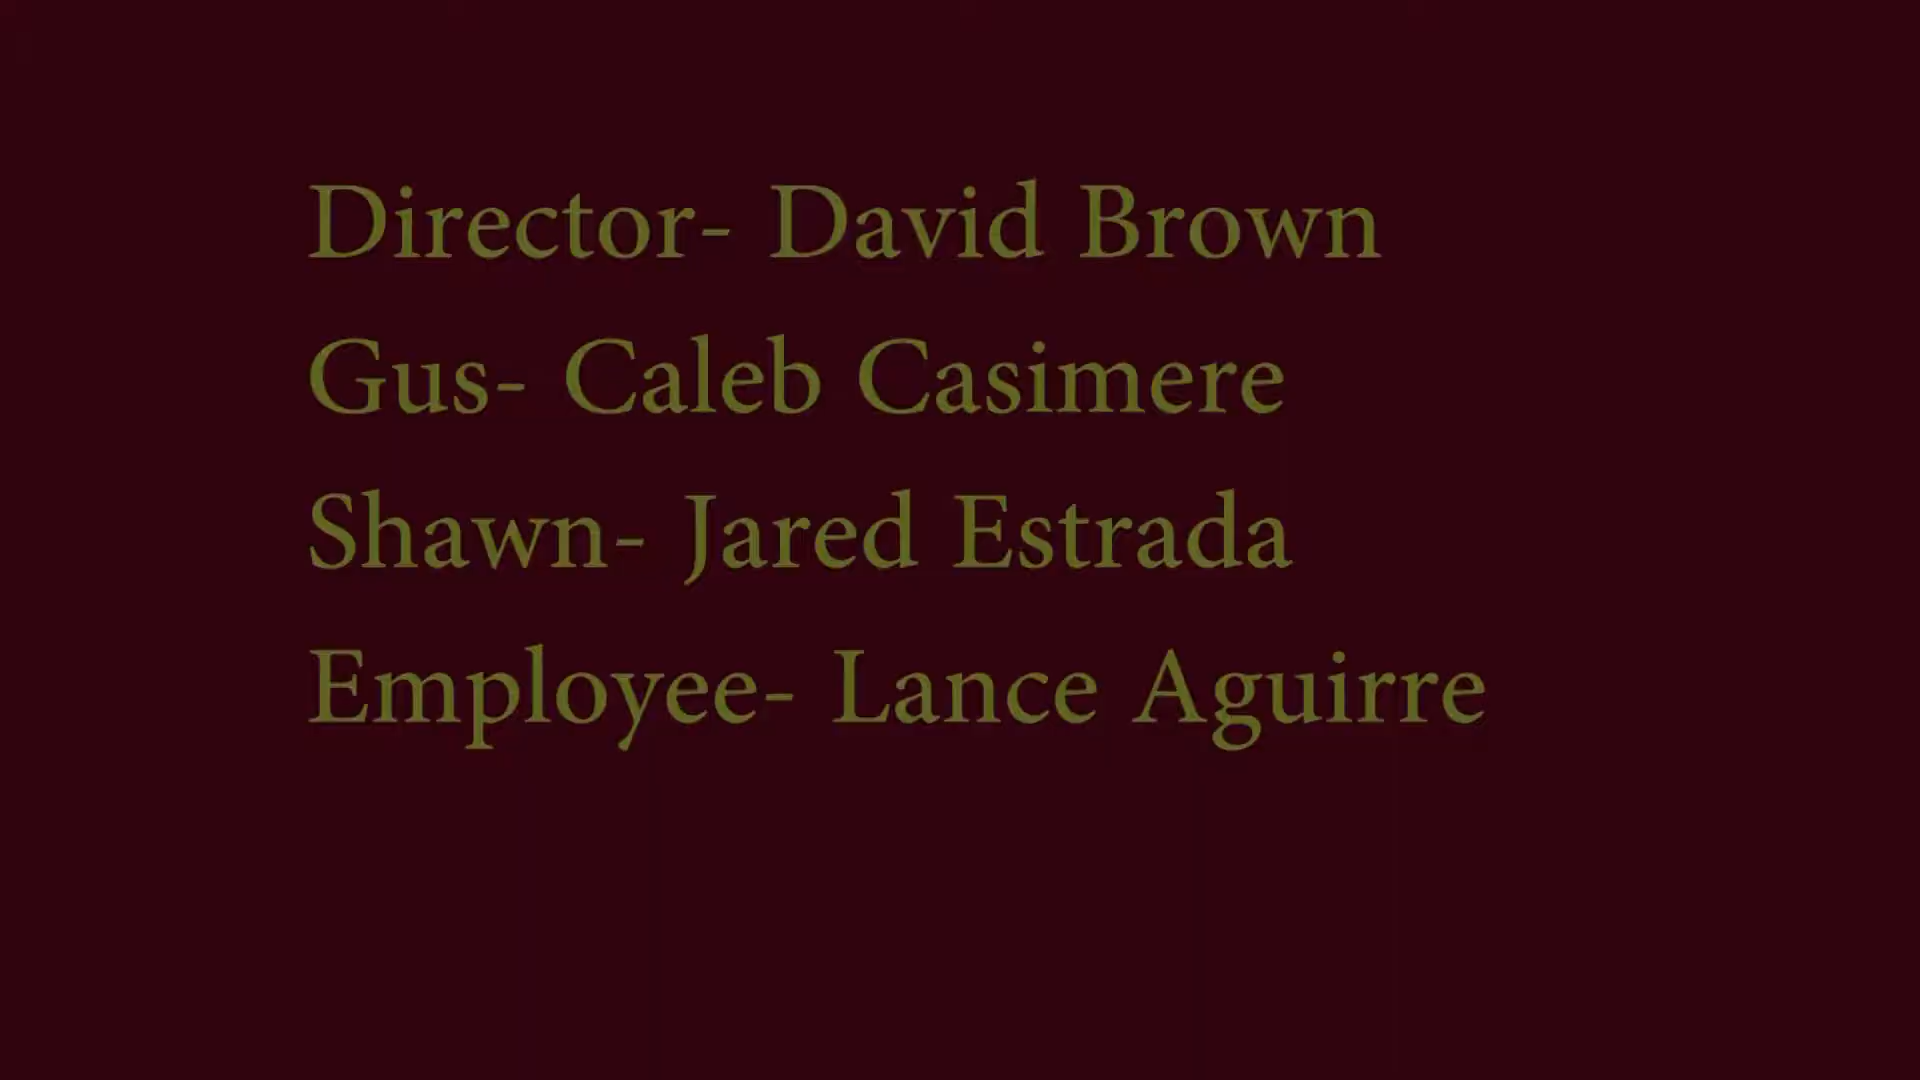 Director- David Brown
Gus- Caleb Casimere
Shawn- Jared Estrada
Employee- Lance Aguirre